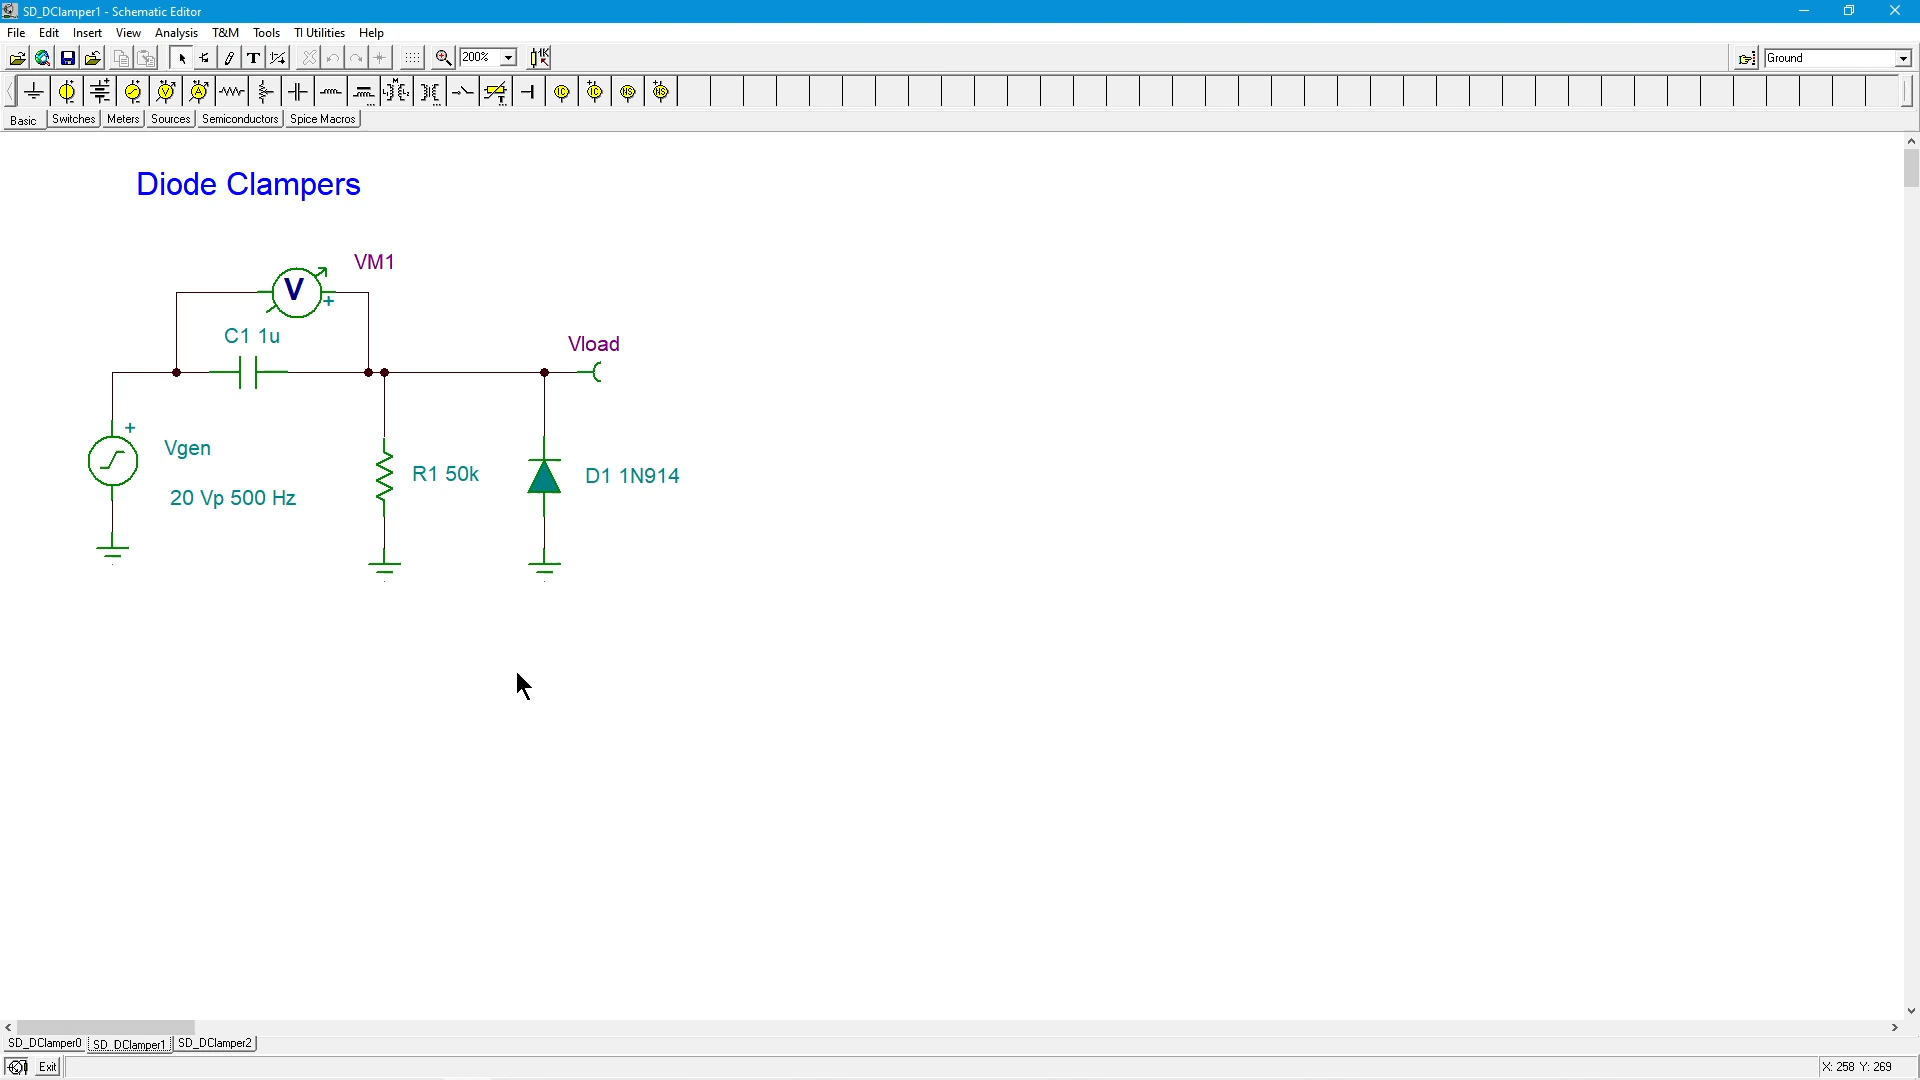 SD_DClamper1 - Schematic Editor
File Edit Insert View Analysis T&M Tools TI Utilities Help
200% 1K Ground
Basic Switches Meters Sources Semiconductors Spice Macros
Diode Clampers
VM1
V
+
C1 1u
Vload
+
Vgen
R1 50k
D1 1N914
20 Vp 500 Hz
SD_DClamper0 SD_DClamper1 SD_DClamper2
Exit
X: 258 Y: 269